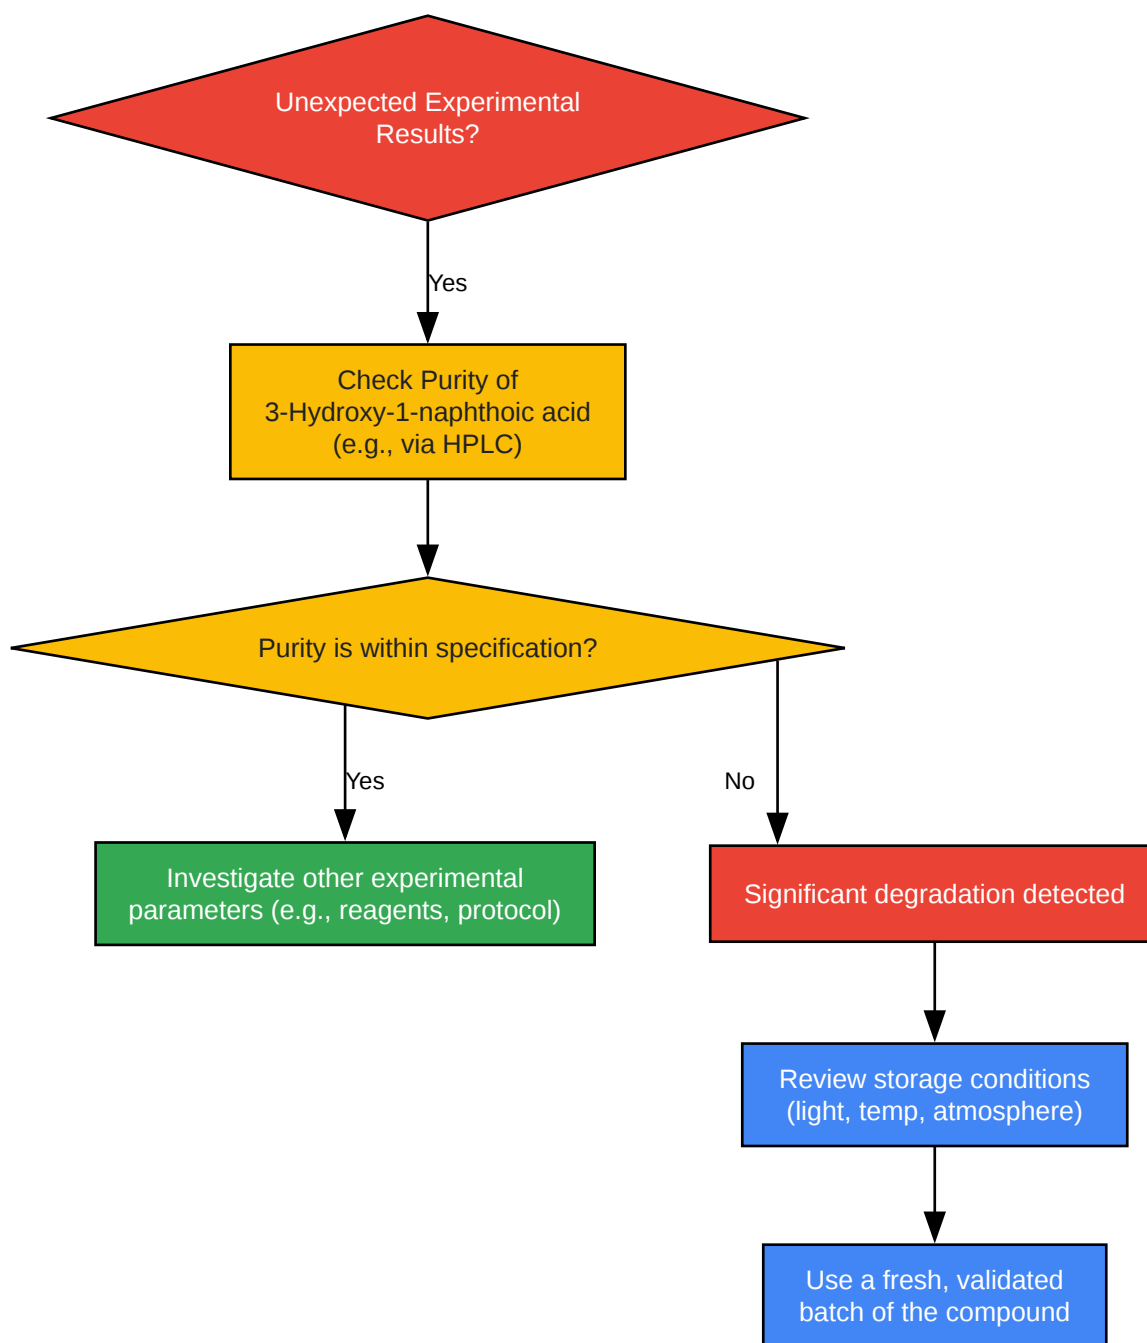 Unexpected Experimental
Results?
Yes
Check Purity of
3-Hydroxy-1-naphthoic acid
(e.g., via HPLC)
Purity is within specification?
Yes
No
Investigate other experimental
parameters (e.g., reagents, protocol)
Significant degradation detected
Review storage conditions
(light, temp, atmosphere)
Use a fresh, validated
batch of the compound